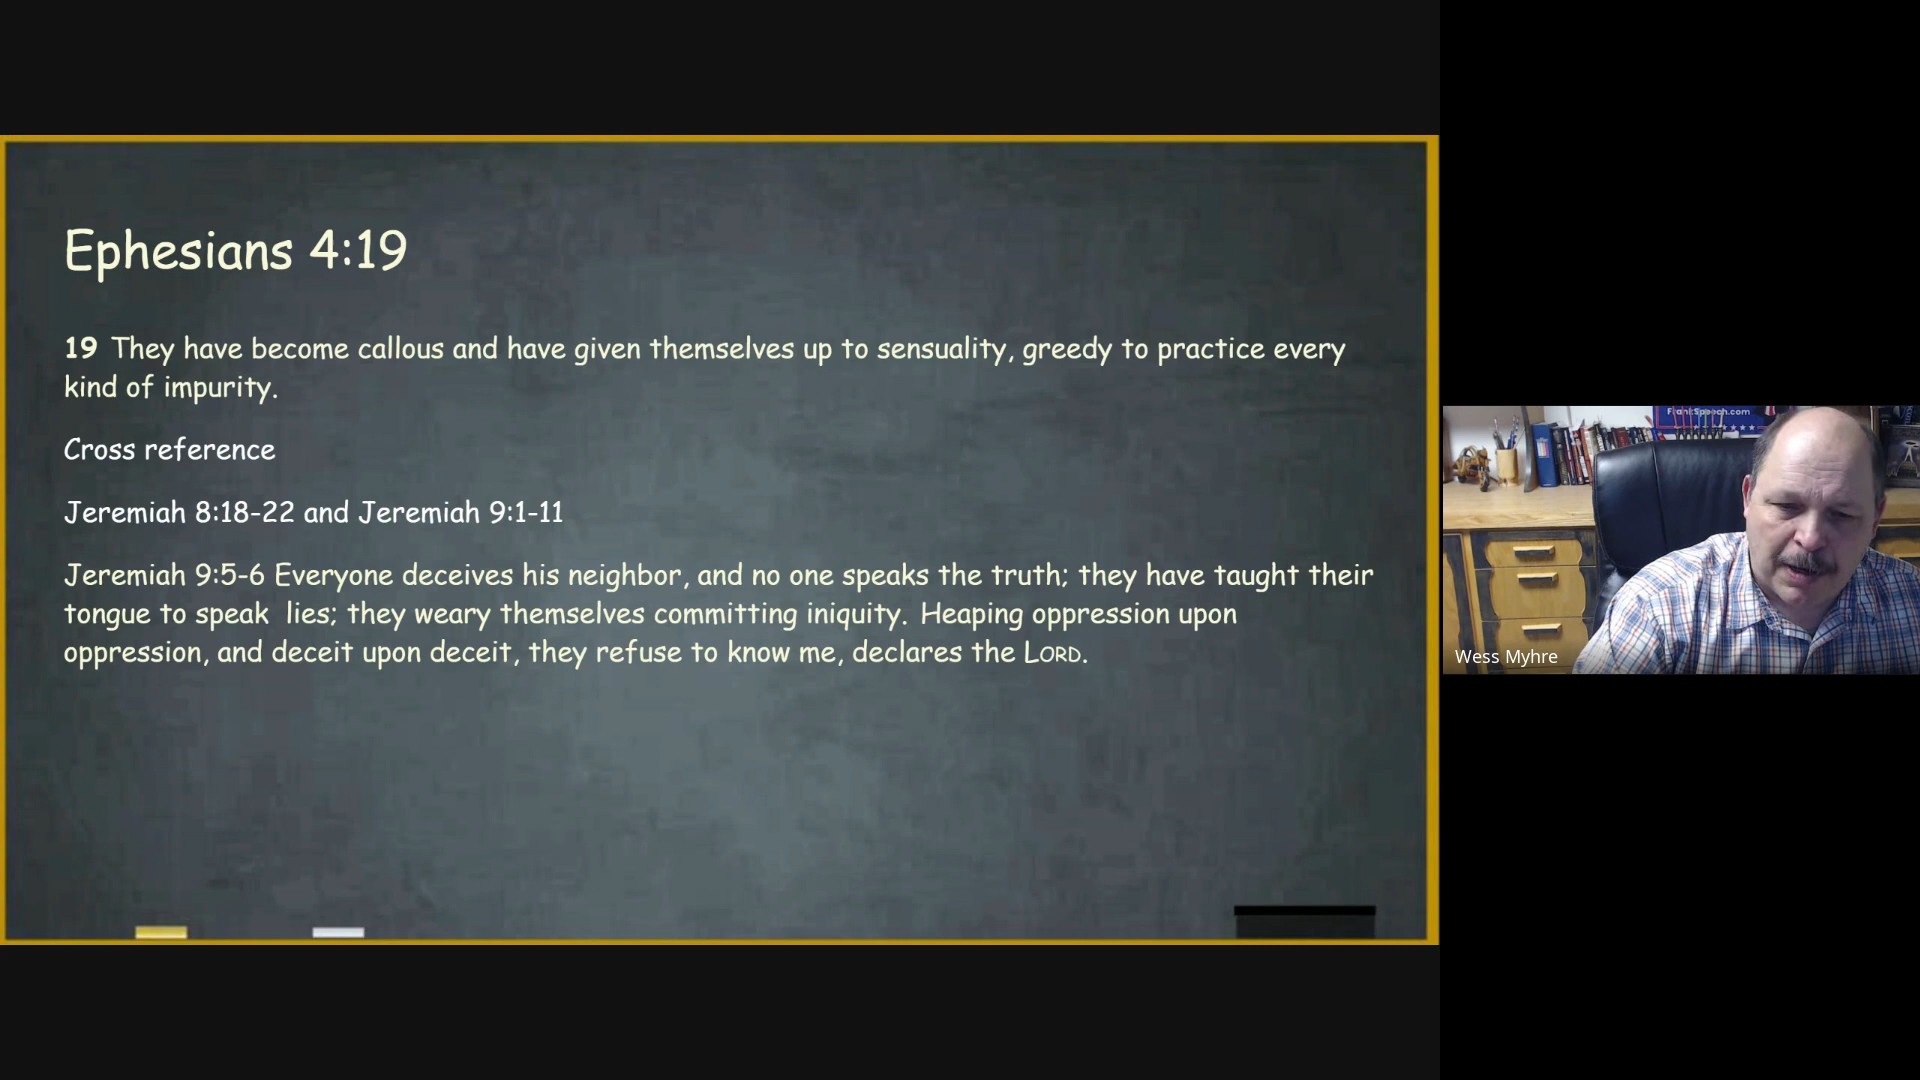 Ephesians 4:19
19 They have become callous and have given themselves up to sensuality, greedy to practice every
kind of impurity.
Cross reference
Jeremiah 8:18-22 and Jeremiah 9:1-11
Jeremiah 9:5-6 Everyone deceives his neighbor, and no one speaks the truth; they have taught their
tongue to speak lies; they weary themselves committing iniquity. Heaping oppression upon
oppression, and deceit upon deceit, they refuse to know me, declares the LORD.
FrankSpeech.com
Wess Myhre